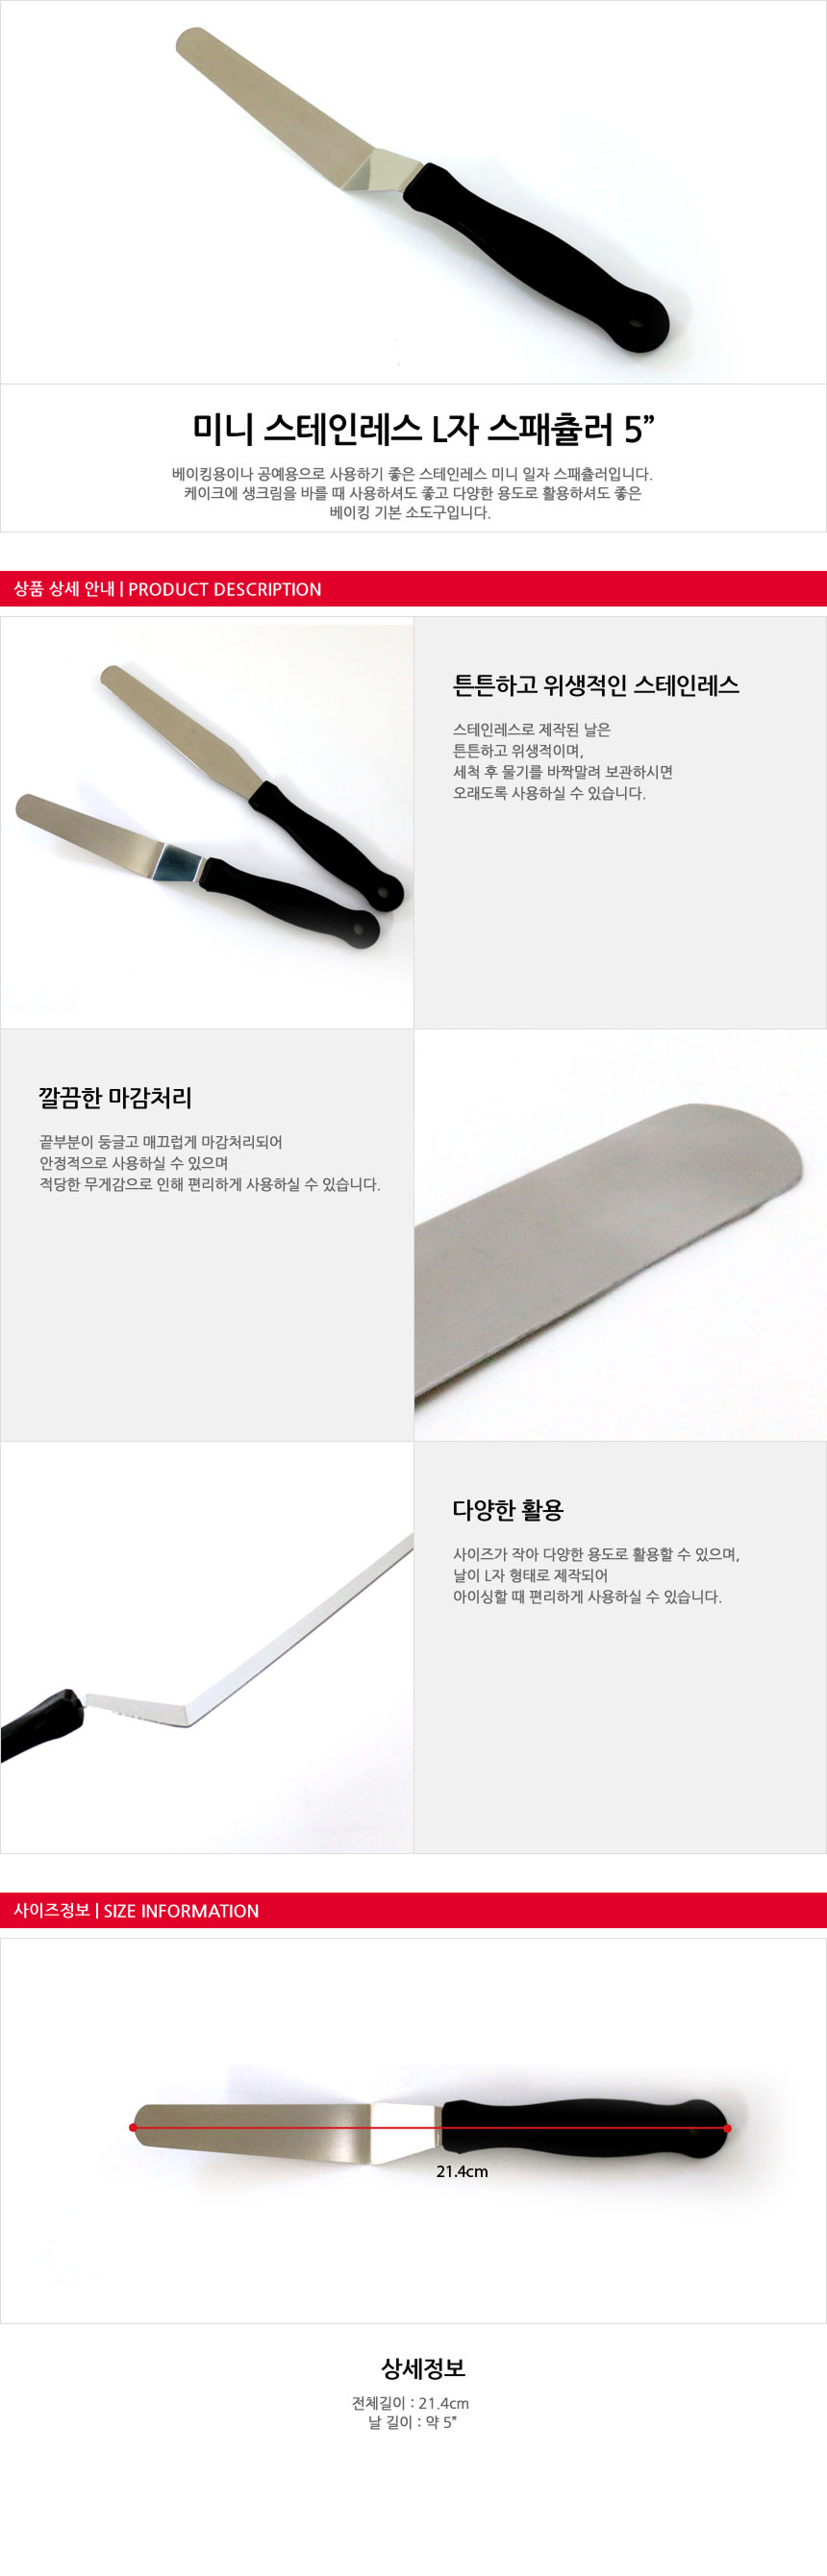 미니 스테인레스 L자 스패츌러 5”
베이킹용이나 공예용으로 사용하기 좋은 스테인레스 미니 일자 스패츌러입니다.
케이크에 생크림을 바를 때 사용하셔도 좋고 다양한 용도로 활용하셔도 좋은
베이킹 기본 소도구입니다.
상품 상세 안내 | PRODUCT DESCRIPTION
튼튼하고 위생적인 스테인레스
스테인레스로 제작된 날은
튼튼하고 위생적이며,
세척 후 물기를 바짝말려 보관하시면
오래도록 사용하실 수 있습니다.
깔끔한 마감처리
끝부분이 둥글고 매끄럽게 마감처리되어
안정적으로 사용하실 수 있으며
적당한 무게감으로 인해 편리하게 사용하실 수 있습니다.
다양한 활용
사이즈가 작아 다양한 용도로 활용할 수 있으며,
날이 L자 형태로 제작되어
아이싱할 때 편리하게 사용하실 수 있습니다.
사이즈정보 | SIZE INFORMATION
21.4cm
상세정보
전체길이 : 21.4cm
날 길이 : 약 5”